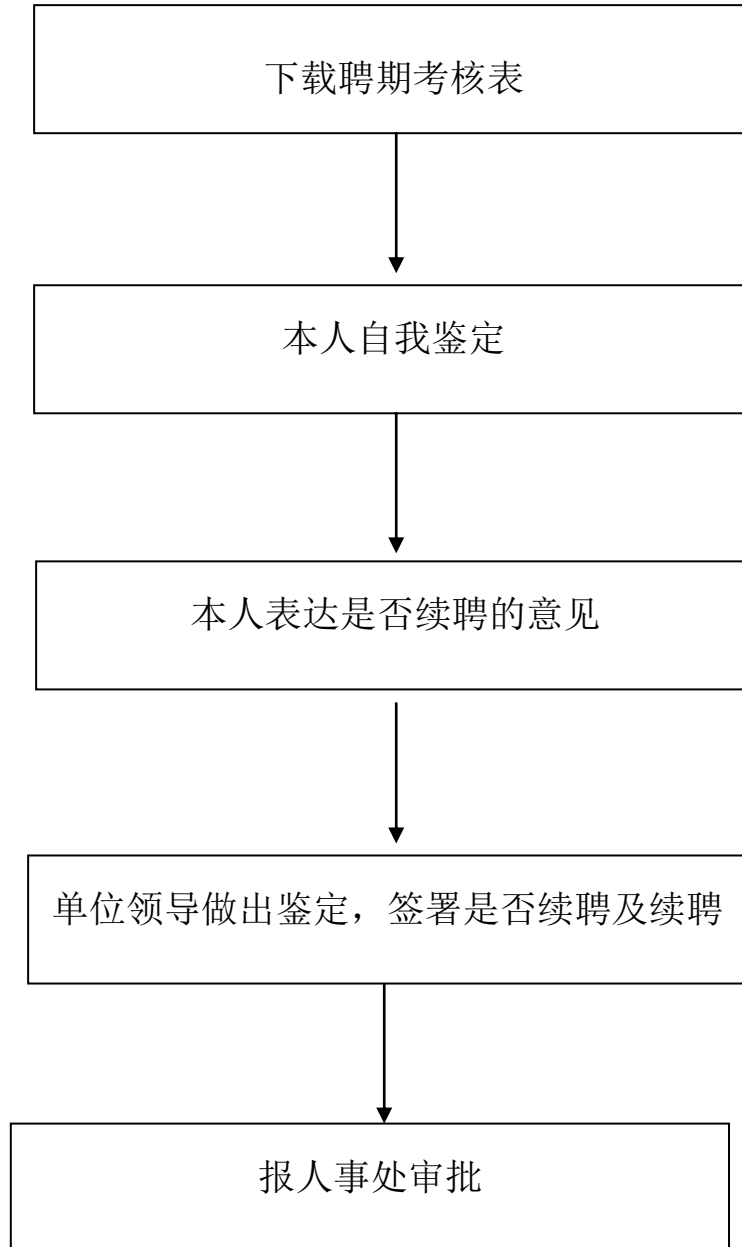 下载聘期考核表
本人自我鉴定
本人表达是否续聘的意见
单位领导做出鉴定，签署是否续聘及续聘
报人事处审批